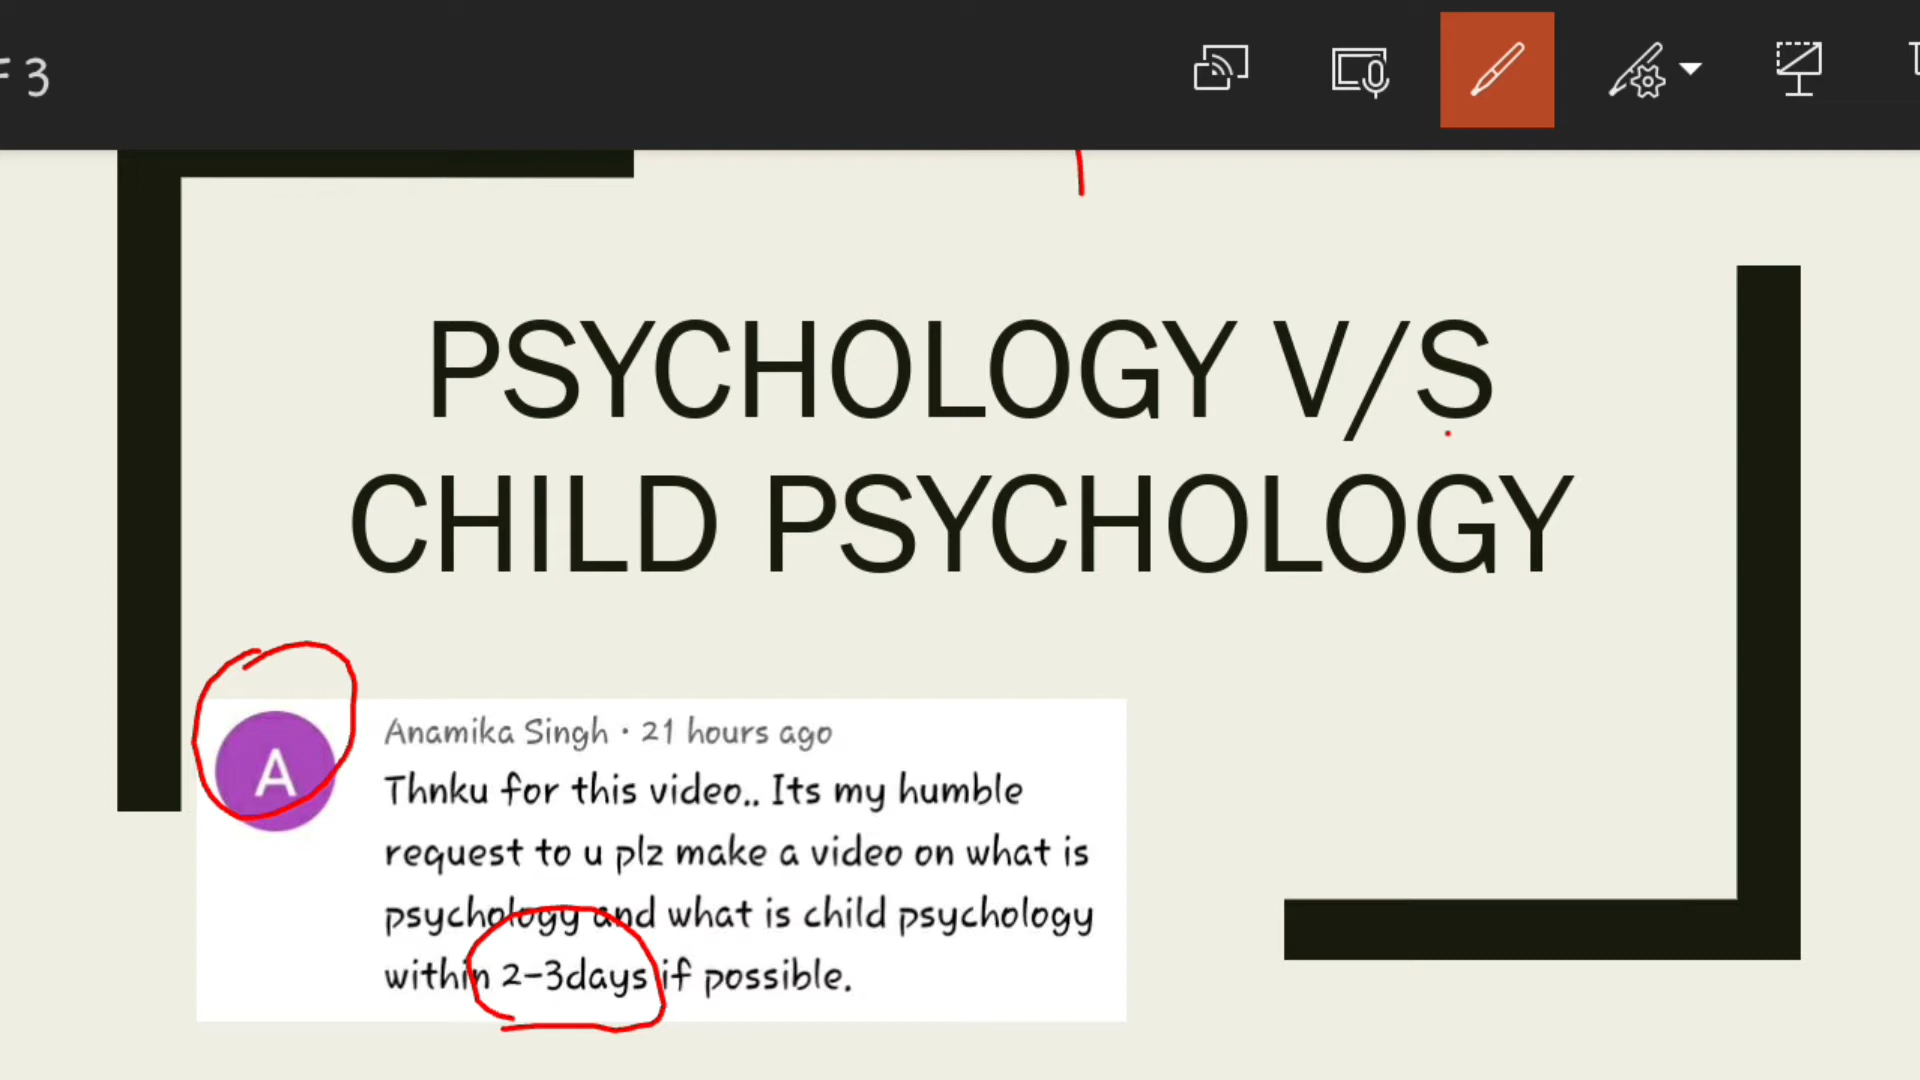 F 3
PSYCHOLOGY V/S
CHILD PSYCHOLOGY
A
Anamika Singh · 21 hours ago
Thnku for this video.. Its my humble
request to u plz make a video on what is
psychology and what is child psychology
within 2-3days if possible.